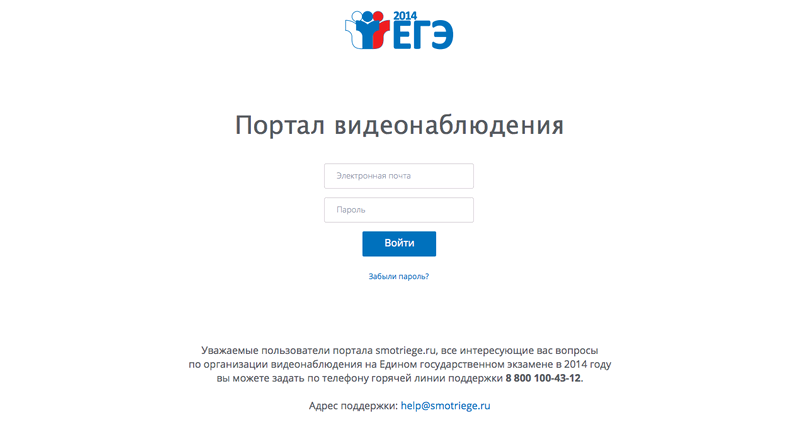 2014
ЕГЭ
Портал видеонаблюдения
Электронная почта
Пароль
Войти
Забыли пароль?
Уважаемые пользователи портала smotriege.ru, все интересующие вас вопросы
по организации видеонаблюдения на Едином государственном экзамене в 2014 году
вы можете задать по телефону горячей линии поддержки 8 800 100-43-12.
Адрес поддержки: help@smotriege.ru